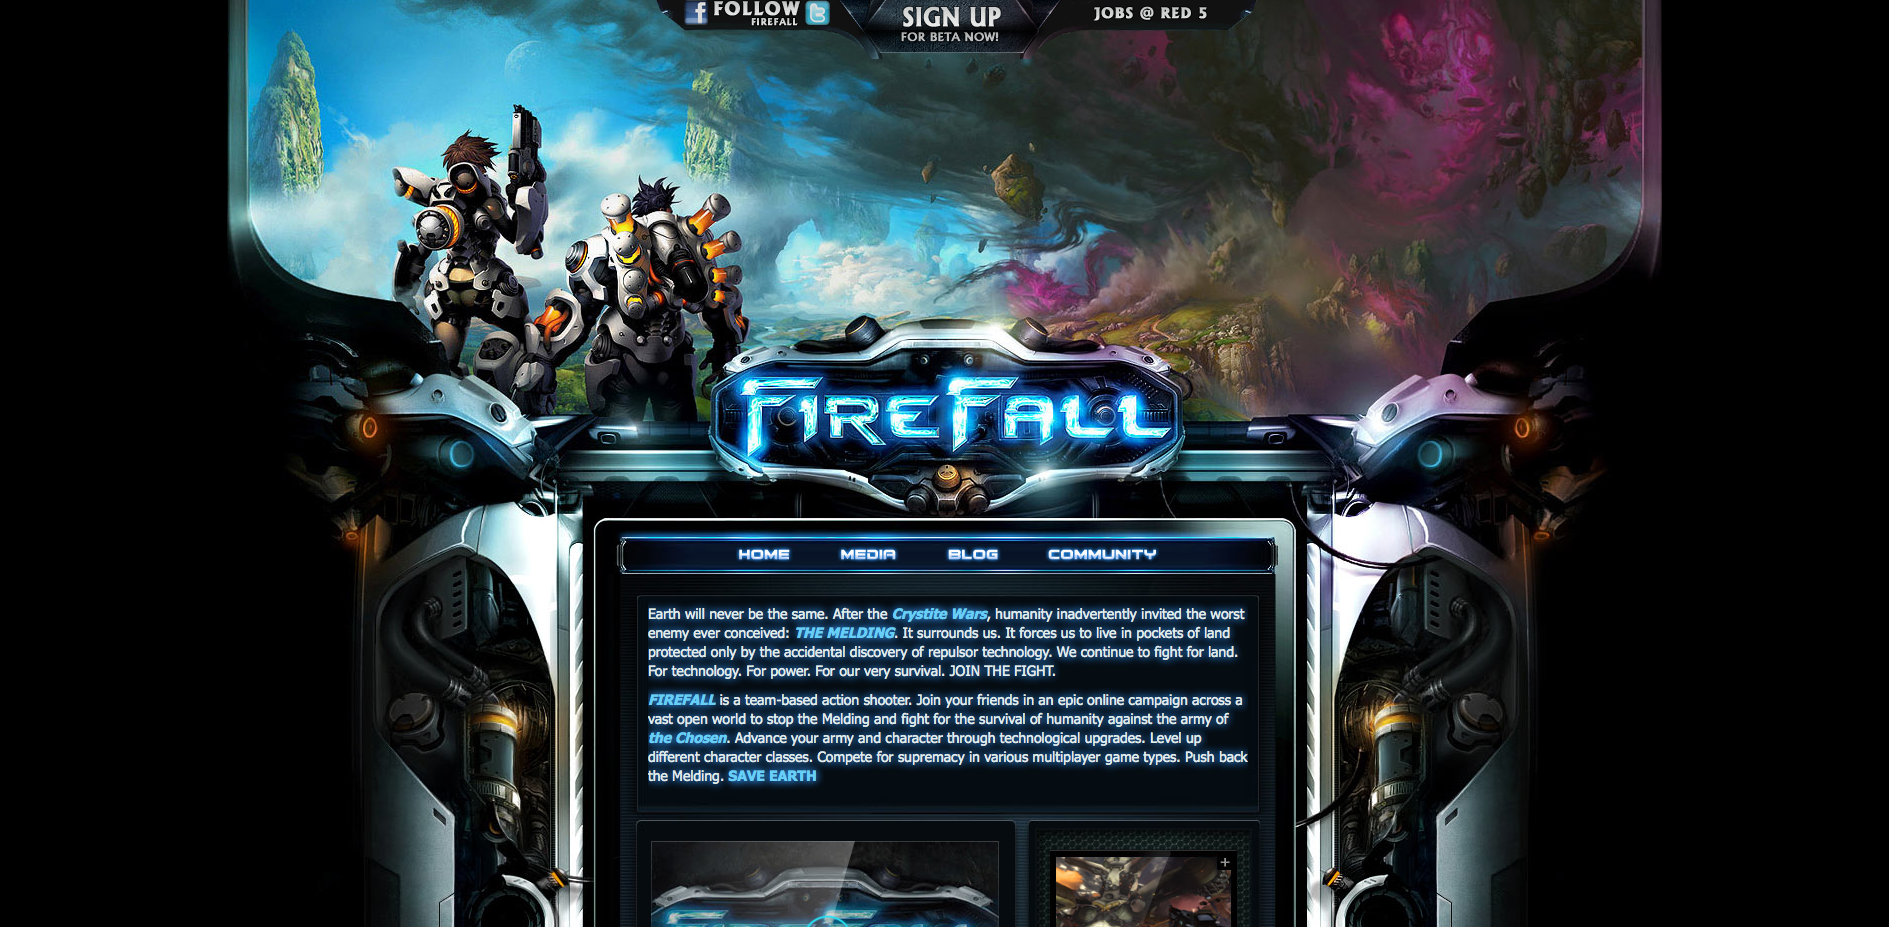 FOLLOW
FIREFALL
SIGN UP
FOR BETA NOW!
JOBS @ RED 5
FIREFALL
HOME MEDIA BLOG COMMUNITY
Earth will never be the same. After the Crystite Wars, humanity inadvertently invited the worst
enemy ever conceived: THE MELDING. It surrounds us. It forces us to live in pockets of land
protected only by the accidental discovery of repulsor technology. We continue to fight for land.
For technology. For power. For our very survival. JOIN THE FIGHT.
FIREFALL is a team-based action shooter. Join your friends in an epic online campaign across a
vast open world to stop the Melding and fight for the survival of humanity against the army of
the Chosen. Advance your army and character through technological upgrades. Level up
different character classes. Compete for supremacy in various multiplayer game types. Push back
the Melding. SAVE EARTH